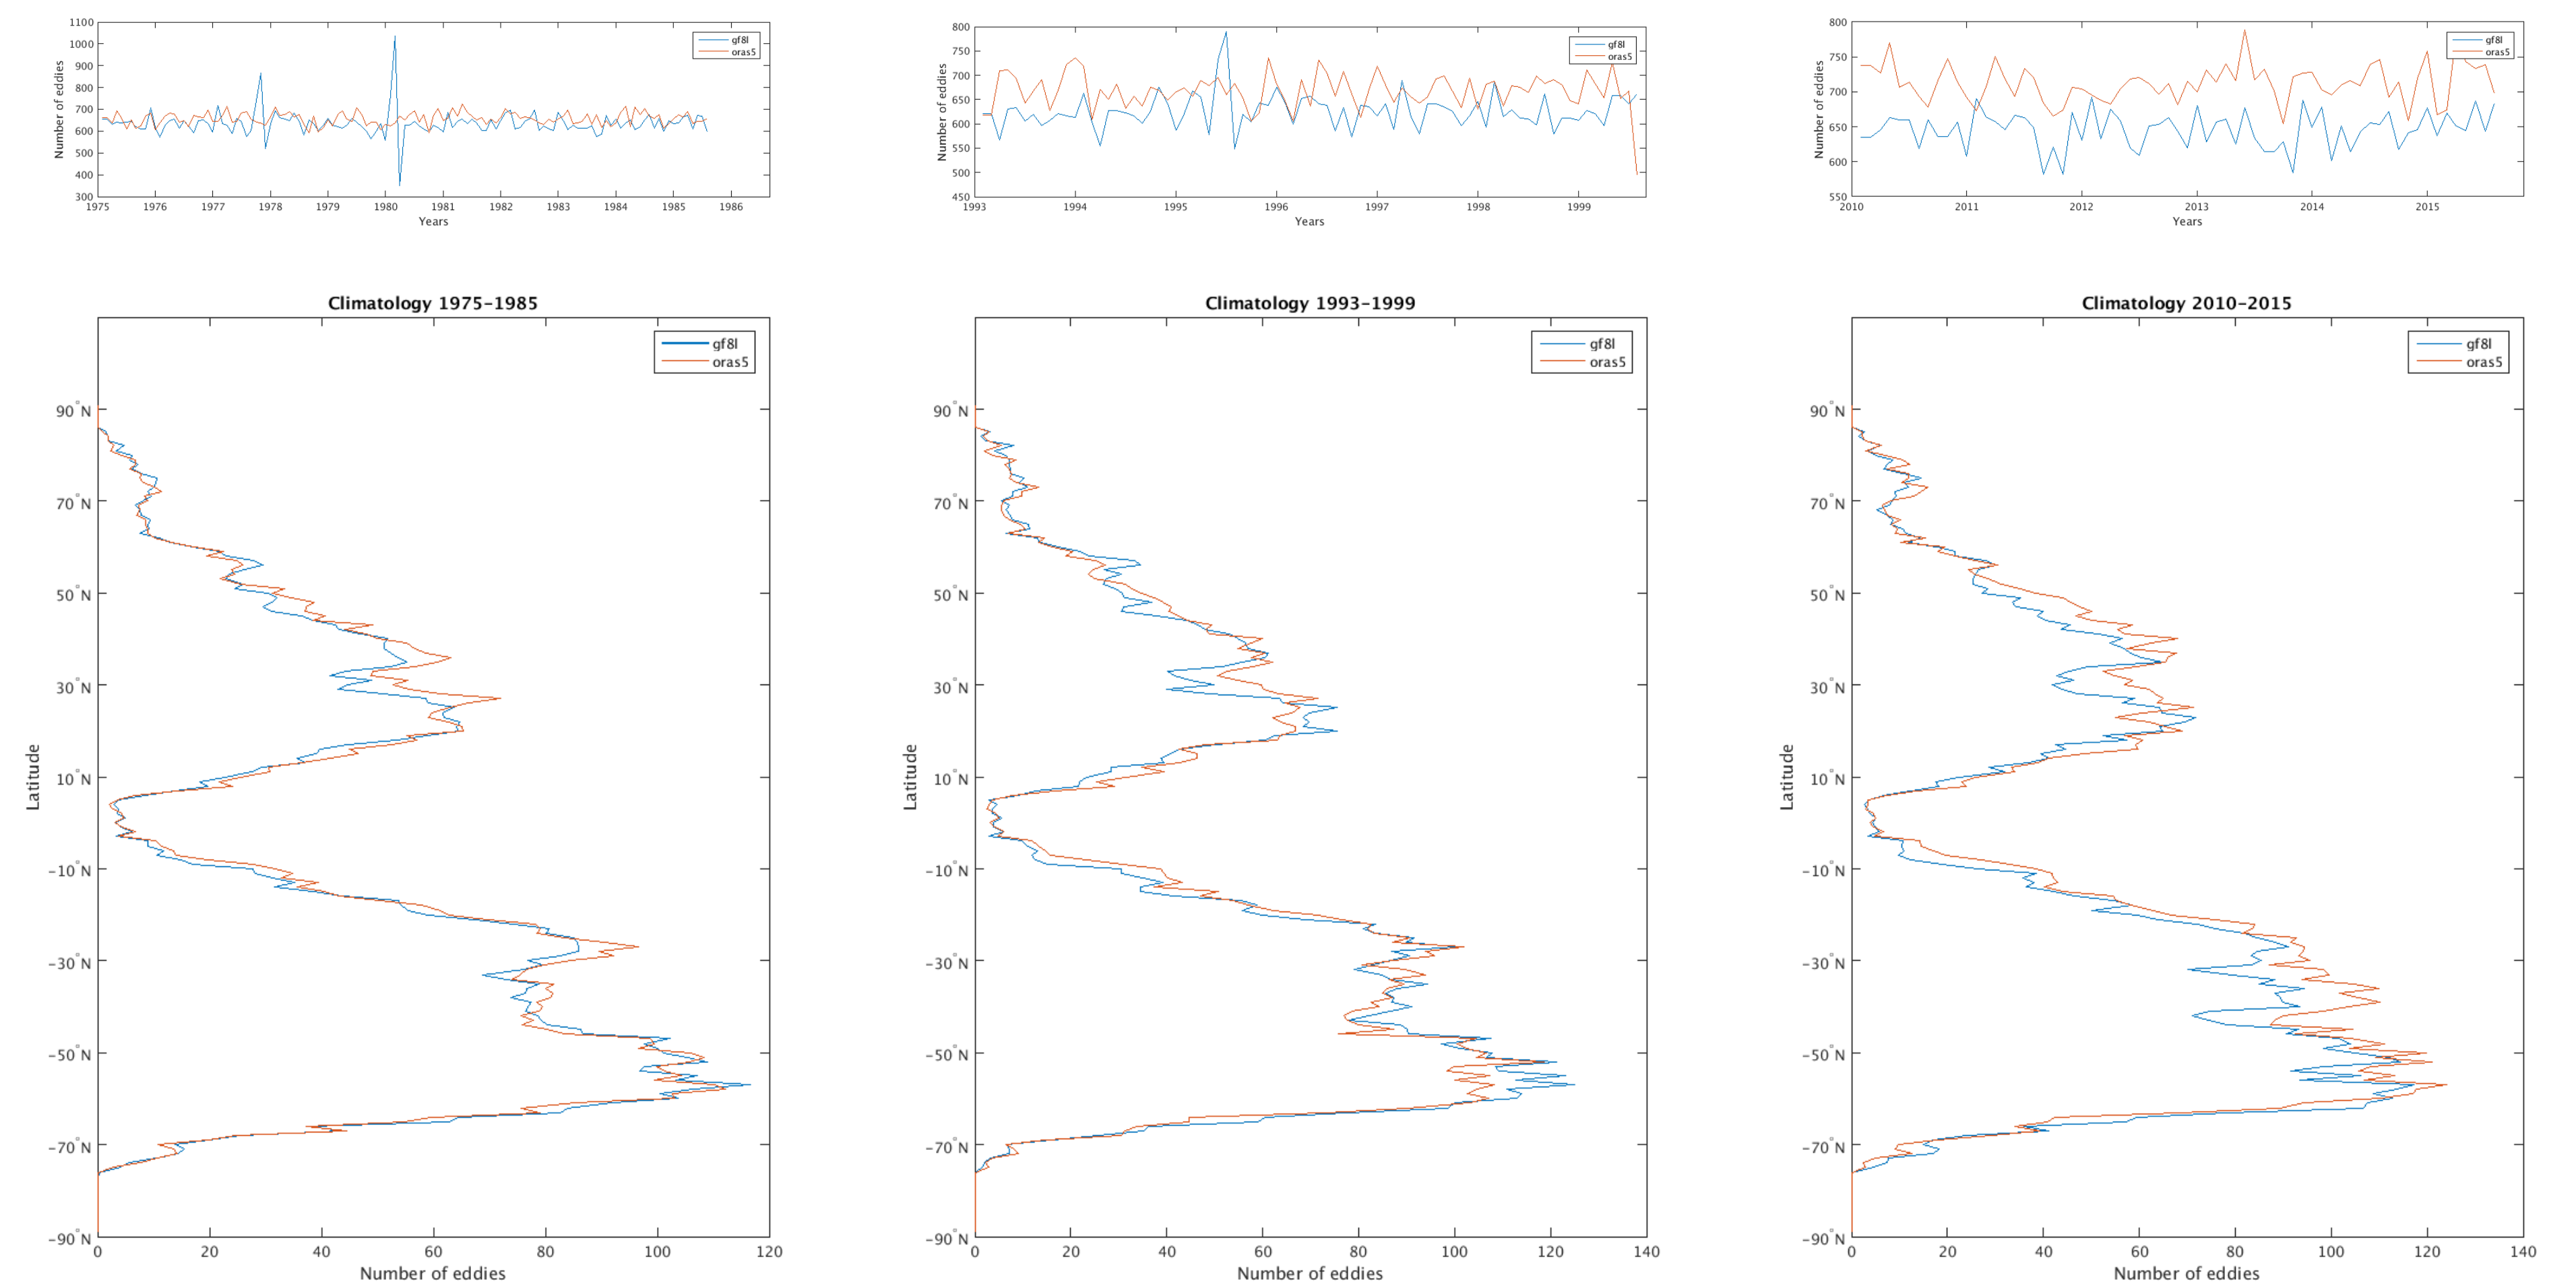 1100
1000
900
800
700
600
500
400
300
Number of eddies
1975 1976 1977 1978 1979 1980 1981 1982 1983 1984 1985 1986
Years
gf8l
oras5
800
750
700
650
600
550
500
450
Number of eddies
1993 1994 1995 1996 1997 1998 1999
Years
gf8l
oras5
800
750
700
650
600
550
Number of eddies
2010 2011 2012 2013 2014 2015
Years
gf8l
oras5
Climatology 1975-1985
gf8l
oras5
90°N
70°N
50°N
30°N
10°N
-10°N
-30°N
-50°N
-70°N
-90°N
Latitude
0 20 40 60 80 100 120
Number of eddies
Climatology 1993-1999
gf8l
oras5
90°N
70°N
50°N
30°N
10°N
-10°N
-30°N
-50°N
-70°N
-90°N
Latitude
0 20 40 60 80 100 120 140
Number of eddies
Climatology 2010-2015
gf8l
oras5
90°N
70°N
50°N
30°N
10°N
-10°N
-30°N
-50°N
-70°N
-90°N
Latitude
0 20 40 60 80 100 120 140
Number of eddies